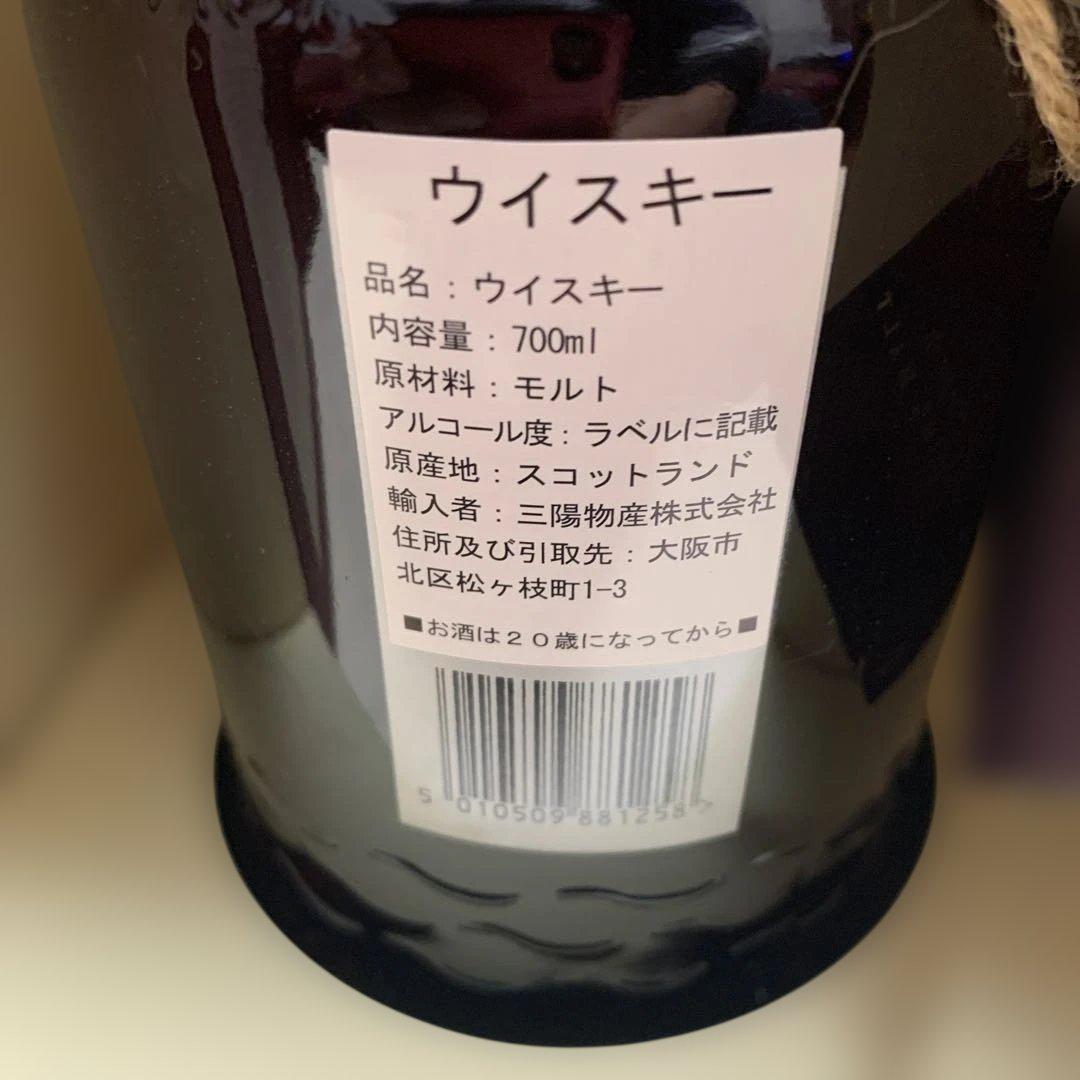 ウイスキー
品名：ウイスキー
内容量：700ml
原材料：モルト
アルコール度：ラベルに記載
原産地：スコットランド
輸入者：三陽物産株式会社
住所及び引取先：大阪市
北区松ヶ枝町1-3
■お酒は20歳になってから■
5 010509 881258 >